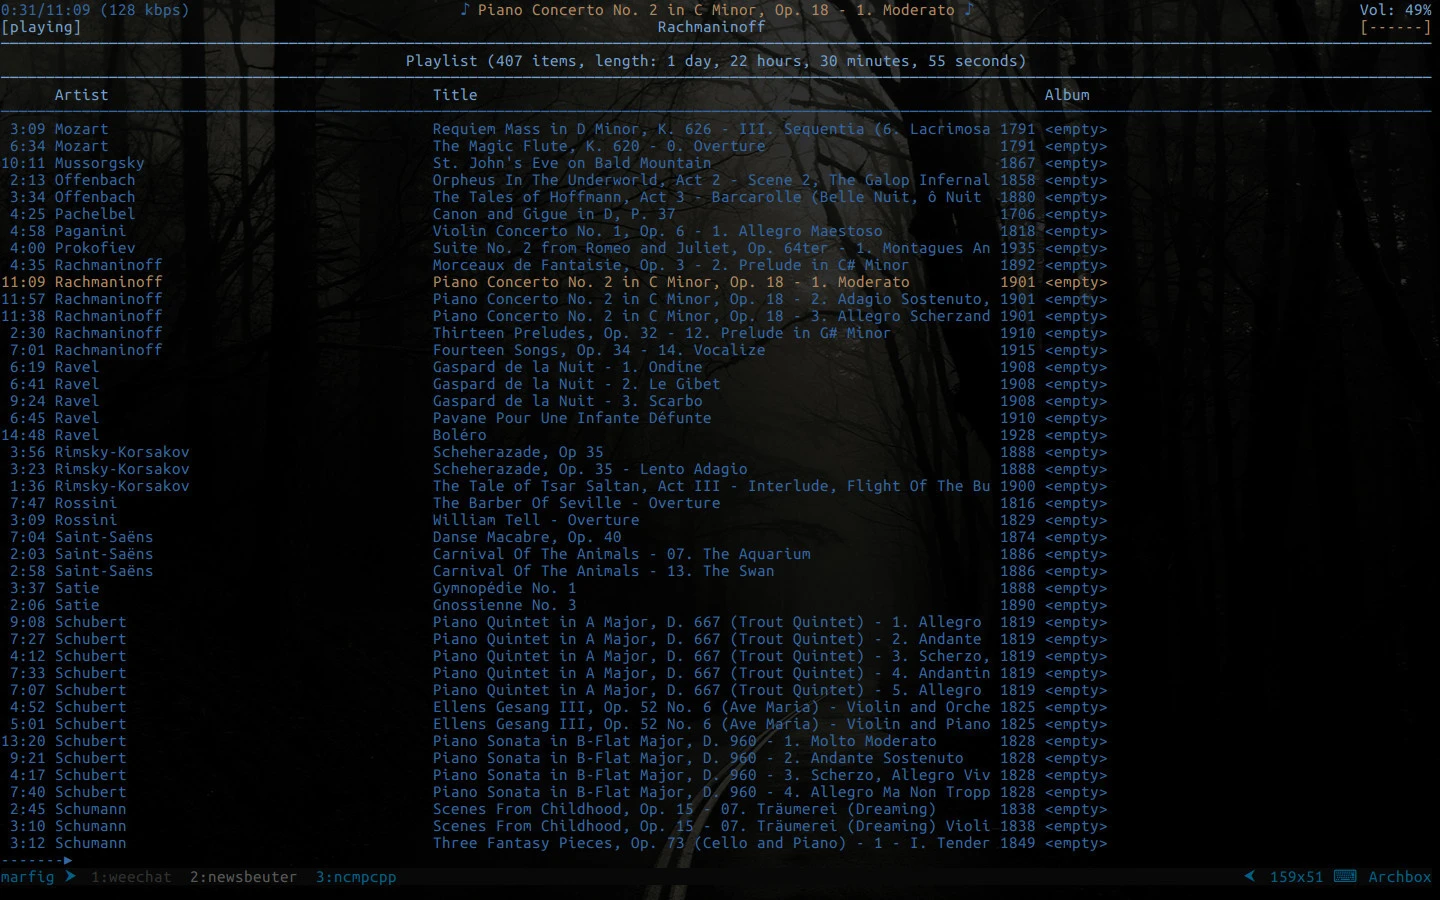 0:31/11:09 (128 kbps) ♪ Piano Concerto No. 2 in C Minor, Op. 18 - 1. Moderato ♪ Vol: 49%
[playing] Rachmaninoff [------]
Playlist (407 items, length: 1 day, 22 hours, 30 minutes, 55 seconds)
Artist Title Album
3:09 Mozart Requiem Mass in D Minor, K. 626 - III. Sequentia (6. Lacrimosa 1791 <empty>
6:34 Mozart The Magic Flute, K. 620 - 0. Overture 1791 <empty>
10:11 Mussorgsky St. John's Eve on Bald Mountain 1867 <empty>
2:13 Offenbach Orpheus In The Underworld, Act 2 - Scene 2, The Galop Infernal 1858 <empty>
3:34 Offenbach The Tales of Hoffmann, Act 3 - Barcarolle (Belle Nuit, ô Nuit 1880 <empty>
4:25 Pachelbel Canon and Gigue in D, P. 37 1706 <empty>
4:58 Paganini Violin Concerto No. 1, Op. 6 - 1. Allegro Maestoso 1818 <empty>
4:00 Prokofiev Suite No. 2 from Romeo and Juliet, Op. 64ter - 1. Montagues An 1935 <empty>
4:35 Rachmaninoff Morceaux de Fantaisie, Op. 3 - 2. Prelude in C# Minor 1892 <empty>
11:09 Rachmaninoff Piano Concerto No. 2 in C Minor, Op. 18 - 1. Moderato 1901 <empty>
11:57 Rachmaninoff Piano Concerto No. 2 in C Minor, Op. 18 - 2. Adagio Sostenuto, 1901 <empty>
11:38 Rachmaninoff Piano Concerto No. 2 in C Minor, Op. 18 - 3. Allegro Scherzand 1901 <empty>
2:30 Rachmaninoff Thirteen Preludes, Op. 32 - 12. Prelude in G# Minor 1910 <empty>
7:01 Rachmaninoff Fourteen Songs, Op. 34 - 14. Vocalize 1915 <empty>
6:19 Ravel Gaspard de la Nuit - 1. Ondine 1908 <empty>
6:41 Ravel Gaspard de la Nuit - 2. Le Gibet 1908 <empty>
9:24 Ravel Gaspard de la Nuit - 3. Scarbo 1908 <empty>
6:45 Ravel Pavane Pour Une Infante Défunte 1910 <empty>
14:48 Ravel Boléro 1928 <empty>
3:56 Rimsky-Korsakov Scheherazade, Op 35 1888 <empty>
3:23 Rimsky-Korsakov Scheherazade, Op. 35 - Lento Adagio 1888 <empty>
1:36 Rimsky-Korsakov The Tale of Tsar Saltan, Act III - Interlude, Flight Of The Bu 1900 <empty>
7:47 Rossini The Barber Of Seville - Overture 1816 <empty>
3:09 Rossini William Tell - Overture 1829 <empty>
7:04 Saint-Saëns Danse Macabre, Op. 40 1874 <empty>
2:03 Saint-Saëns Carnival Of The Animals - 07. The Aquarium 1886 <empty>
2:58 Saint-Saëns Carnival Of The Animals - 13. The Swan 1886 <empty>
3:37 Satie Gymnopédie No. 1 1888 <empty>
2:06 Satie Gnossienne No. 3 1890 <empty>
9:08 Schubert Piano Quintet in A Major, D. 667 (Trout Quintet) - 1. Allegro 1819 <empty>
7:27 Schubert Piano Quintet in A Major, D. 667 (Trout Quintet) - 2. Andante 1819 <empty>
4:12 Schubert Piano Quintet in A Major, D. 667 (Trout Quintet) - 3. Scherzo, 1819 <empty>
7:33 Schubert Piano Quintet in A Major, D. 667 (Trout Quintet) - 4. Andantin 1819 <empty>
7:07 Schubert Piano Quintet in A Major, D. 667 (Trout Quintet) - 5. Allegro 1819 <empty>
4:52 Schubert Ellens Gesang III, Op. 52 No. 6 (Ave Maria) - Violin and Orche 1825 <empty>
5:01 Schubert Ellens Gesang III, Op. 52 No. 6 (Ave Maria) - Violin and Piano 1825 <empty>
13:20 Schubert Piano Sonata in B-Flat Major, D. 960 - 1. Molto Moderato 1828 <empty>
9:21 Schubert Piano Sonata in B-Flat Major, D. 960 - 2. Andante Sostenuto 1828 <empty>
4:17 Schubert Piano Sonata in B-Flat Major, D. 960 - 3. Scherzo, Allegro Viv 1828 <empty>
7:40 Schubert Piano Sonata in B-Flat Major, D. 960 - 4. Allegro Ma Non Tropp 1828 <empty>
2:45 Schumann Scenes From Childhood, Op. 15 - 07. Träumerei (Dreaming) 1838 <empty>
3:10 Schumann Scenes From Childhood, Op. 15 - 07. Träumerei (Dreaming) Violi 1838 <empty>
3:12 Schumann Three Fantasy Pieces, Op. 73 (Cello and Piano) - 1 - I. Tender 1849 <empty>
marfig 1:weechat 2:newsbeuter 3:ncmpcpp 159x51 Archbox